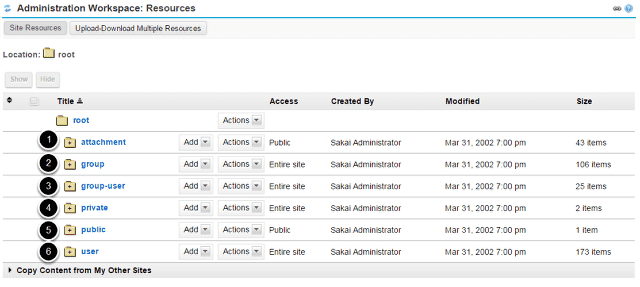 Administration Workspace: Resources
Site Resources Upload-Download Multiple Resources
Location: root
Show Hide
Title Access Created By Modified Size
root Actions
1 attachment Add Actions Public Sakai Administrator Mar 31, 2002 7:00 pm 43 items
2 group Add Actions Entire site Sakai Administrator Mar 31, 2002 7:00 pm 106 items
3 group-user Add Actions Entire site Sakai Administrator Mar 31, 2002 7:00 pm 25 items
4 private Add Actions Entire site Sakai Administrator Mar 31, 2002 7:00 pm 2 items
5 public Add Actions Public Sakai Administrator Mar 31, 2002 7:00 pm 1 item
6 user Add Actions Entire site Sakai Administrator Mar 31, 2002 7:00 pm 173 items
Copy Content from My Other Sites